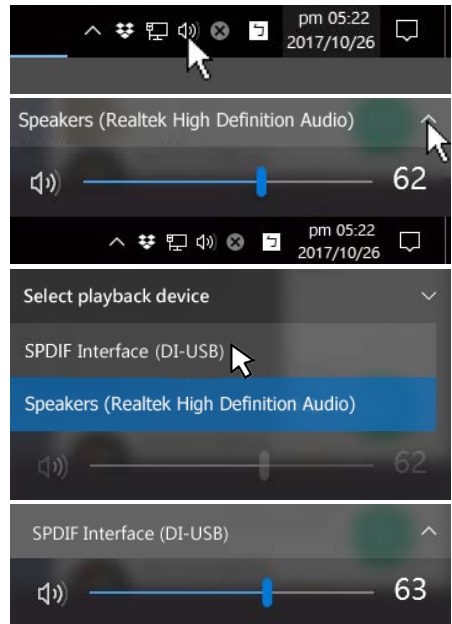 pm 05:22
2017/10/26
Speakers (Realtek High Definition Audio)
62
pm 05:22
2017/10/26
Select playback device
SPDIF Interface (DI-USB)
Speakers (Realtek High Definition Audio)
62
SPDIF Interface (DI-USB)
63